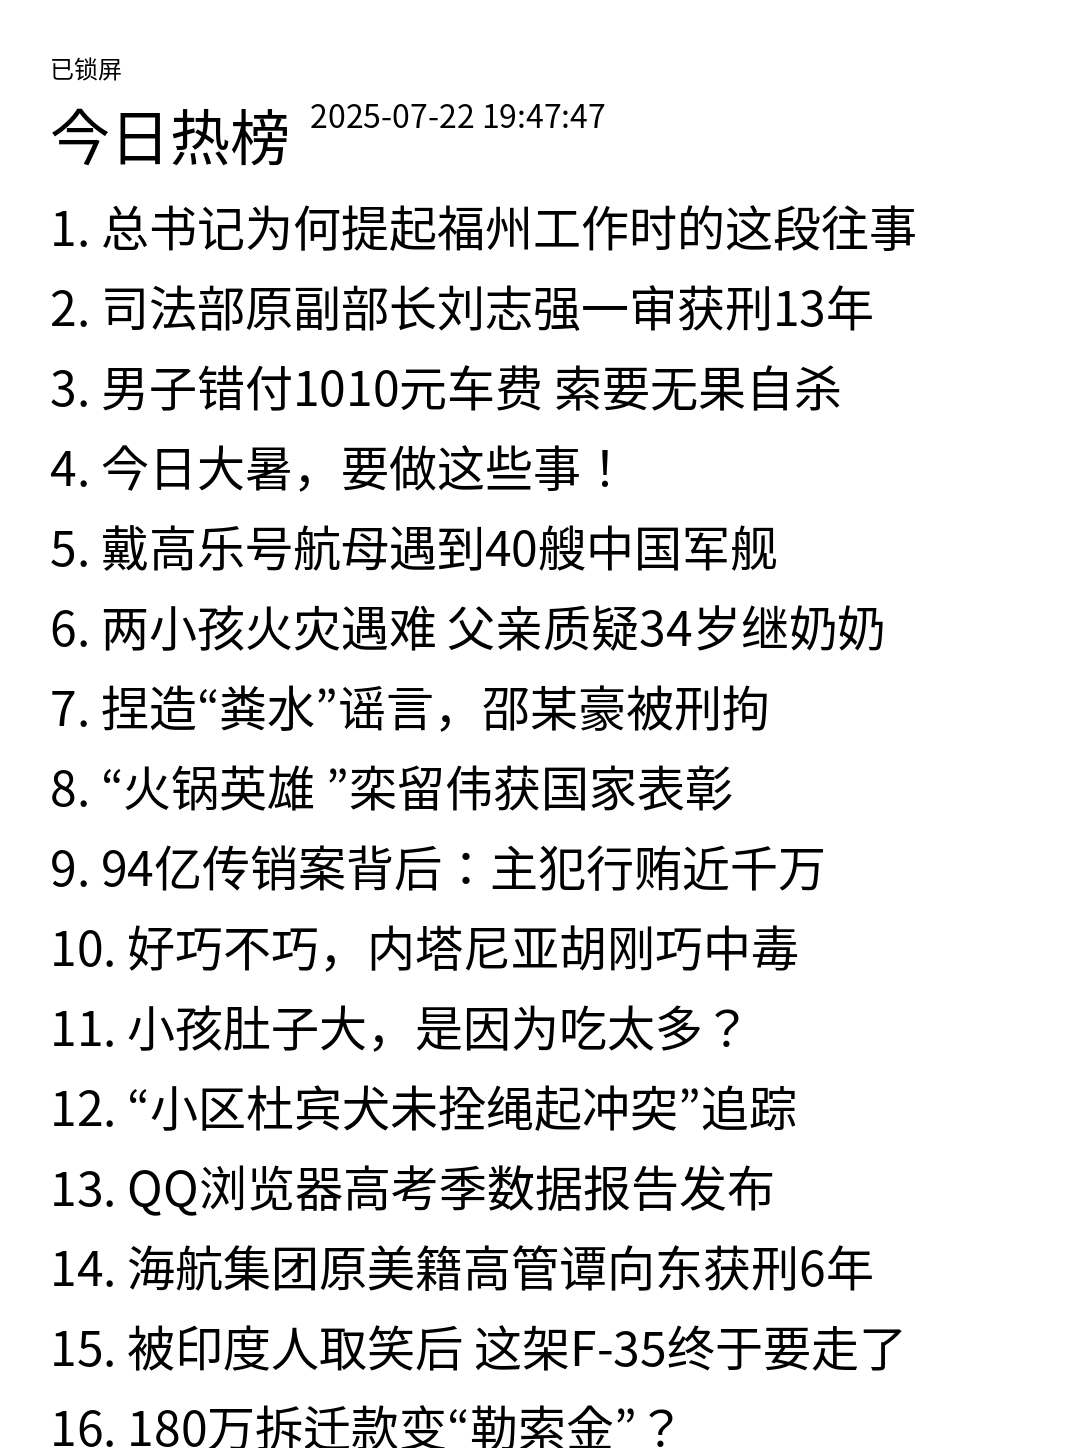 已锁屏
今日热榜 2025-07-22 19:47:47
1. 总书记为何提起福州工作时的这段往事
2. 司法部原副部长刘志强一审获刑13年
3. 男子错付1010元车费 索要无果自杀
4. 今日大暑，要做这些事！
5. 戴高乐号航母遇到40艘中国军舰
6. 两小孩火灾遇难 父亲质疑34岁继奶奶
7. 捏造“粪水”谣言，邵某豪被刑拘
8. “火锅英雄 ”栾留伟获国家表彰
9. 94亿传销案背后：主犯行贿近千万
10. 好巧不巧，内塔尼亚胡刚巧中毒
11. 小孩肚子大，是因为吃太多？
12. “小区杜宾犬未拴绳起冲突”追踪
13. QQ浏览器高考季数据报告发布
14. 海航集团原美籍高管谭向东获刑6年
15. 被印度人取笑后 这架F-35终于要走了
16. 180万拆迁款变“勒索金”？